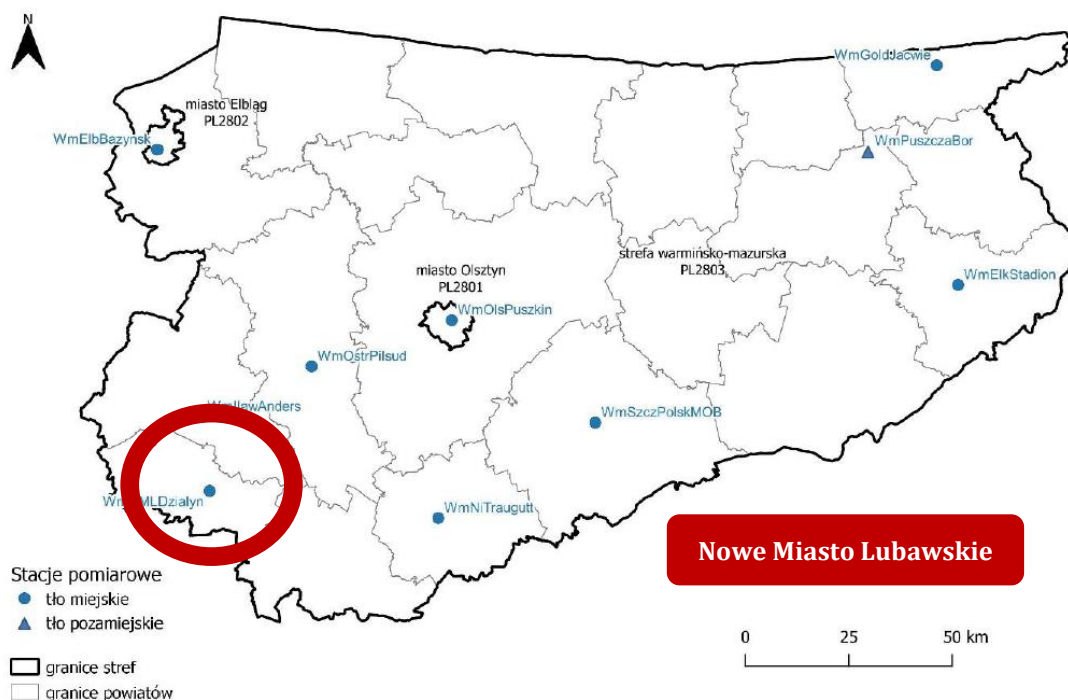 N
WmGoldJacwie
miasto Elbląg
PL2802
WmElbBazynsk
WmPuszczaBor
strefa warmińsko-mazurska
PL2803
miasto Olsztyn
PL2801
WmElkStadion
WmOlsPuszkin
WmOstrPilsud
WmSzczPolskMOB
WmNiTraugutt
Nowe Miasto Lubawskie
Stacje pomiarowe
tło miejskie
tło pozamiejskie
0 25 50 km
granice stref
granice powiatów